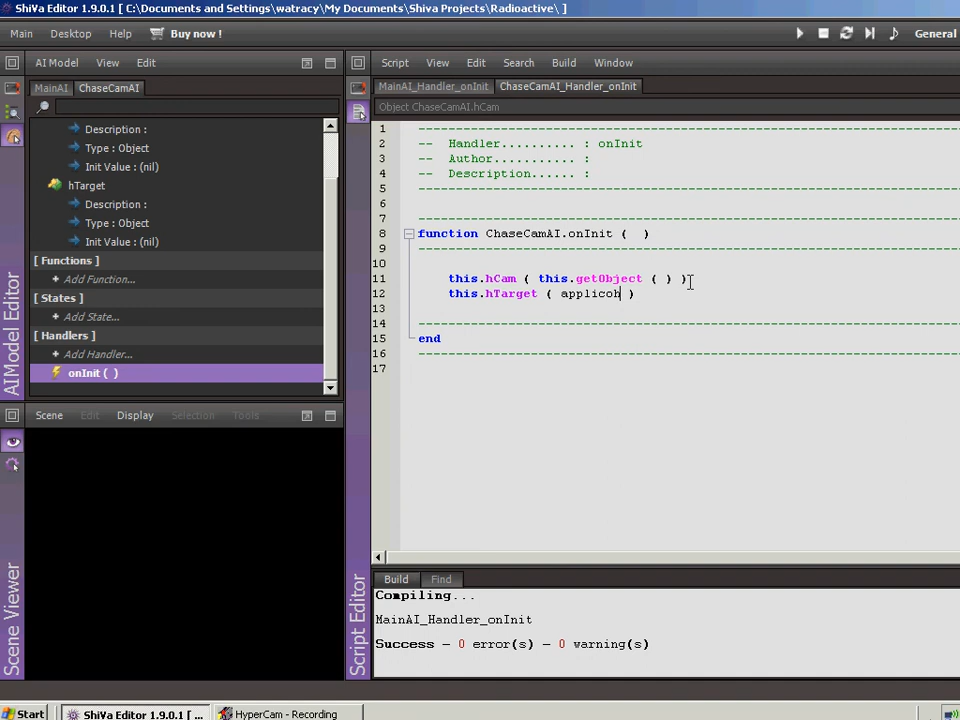 ShiVa Editor 1.9.0.1 [ C:\Documents and Settings\watracy\My Documents\Shiva Projects\Radioactive\ ]
Main Desktop Help Buy now ! General
AI Model View Edit
Script View Edit Search Build Window
MainAI ChaseCamAI
MainAI_Handler_onInit ChaseCamAI_Handler_onInit
Object ChaseCamAI.hCam
Description :
Type : Object
Init Value : (nil)
hTarget
Description :
Type : Object
Init Value : (nil)
[ Functions ]
+ Add Function...
[ States ]
+ Add State...
[ Handlers ]
+ Add Handler...
onInit ( )
AIModel Editor
1 --------------------------------------------------------------------------------
2 -- Handler.......... : onInit
3 -- Author........... :
4 -- Description...... :
5 --------------------------------------------------------------------------------
6
7 --------------------------------------------------------------------------------
8 function ChaseCamAI.onInit ( )
9 --------------------------------------------------------------------------------
10
11 this.hCam ( this.getObject ( ) )
12 this.hTarget ( applicoh )
13
14 --------------------------------------------------------------------------------
15 end
16 --------------------------------------------------------------------------------
17
Scene Edit Display Selection Tools
Scene Viewer
Script Editor
Build Find
Compiling...
MainAI_Handler_onInit
Success - 0 error(s) - 0 warning(s)
Start ShiVa Editor 1.9.0.1 [ ... HyperCam - Recording